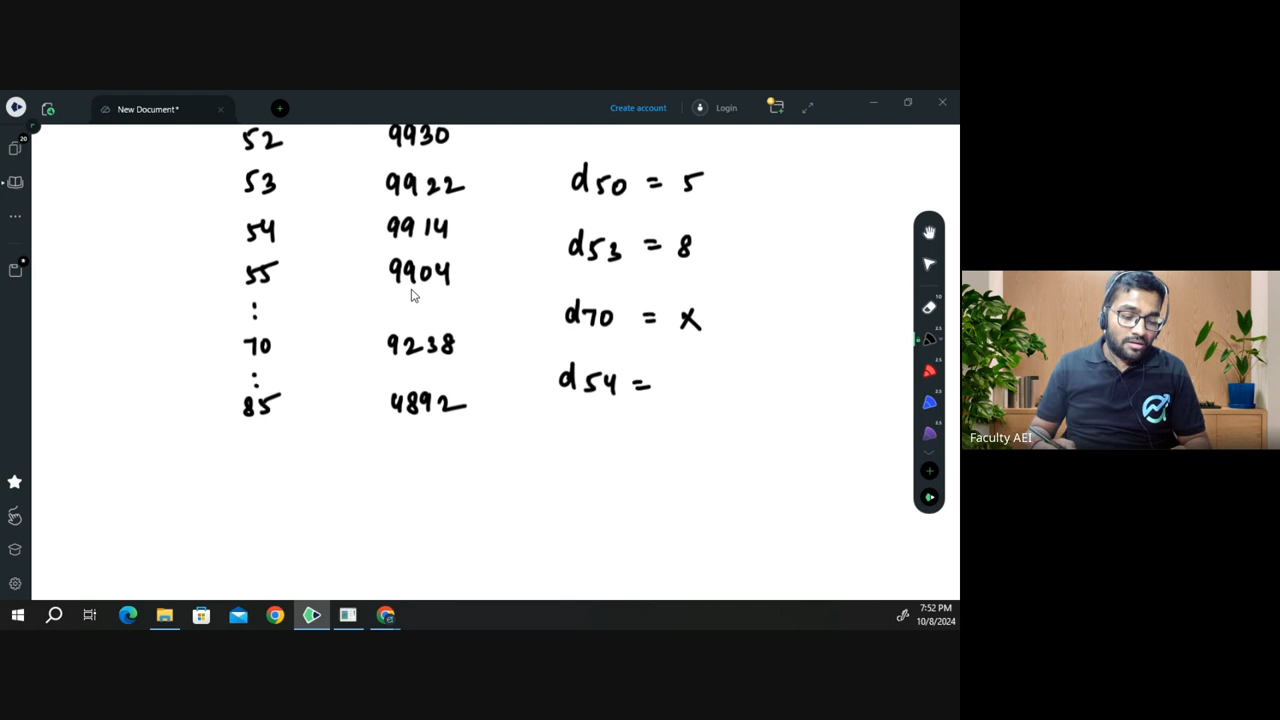 New Document*
Create account
Login
52 9930
53 9922
54 9914
55 9904
:
70 9238
:
85 4892
d50 = 5
d53 = 8
d70 = x
d54 =
Faculty AEI
7:52 PM
10/8/2024